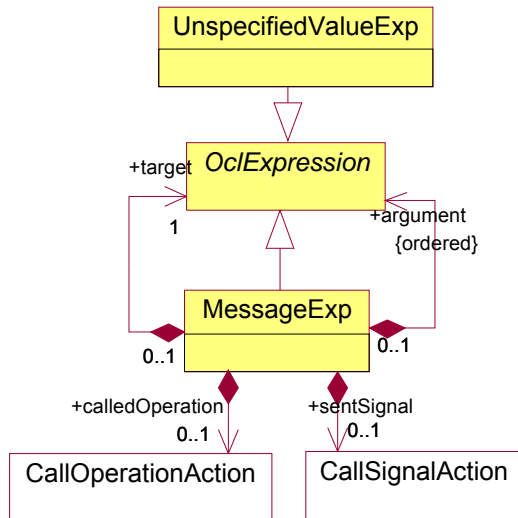 UnspecifiedValueExp
OclExpression
+target
1
+argument
{ordered}
MessageExp
0..1
0..1
+calledOperation
+sentSignal
0..1
0..1
CallOperationAction
CallSignalAction